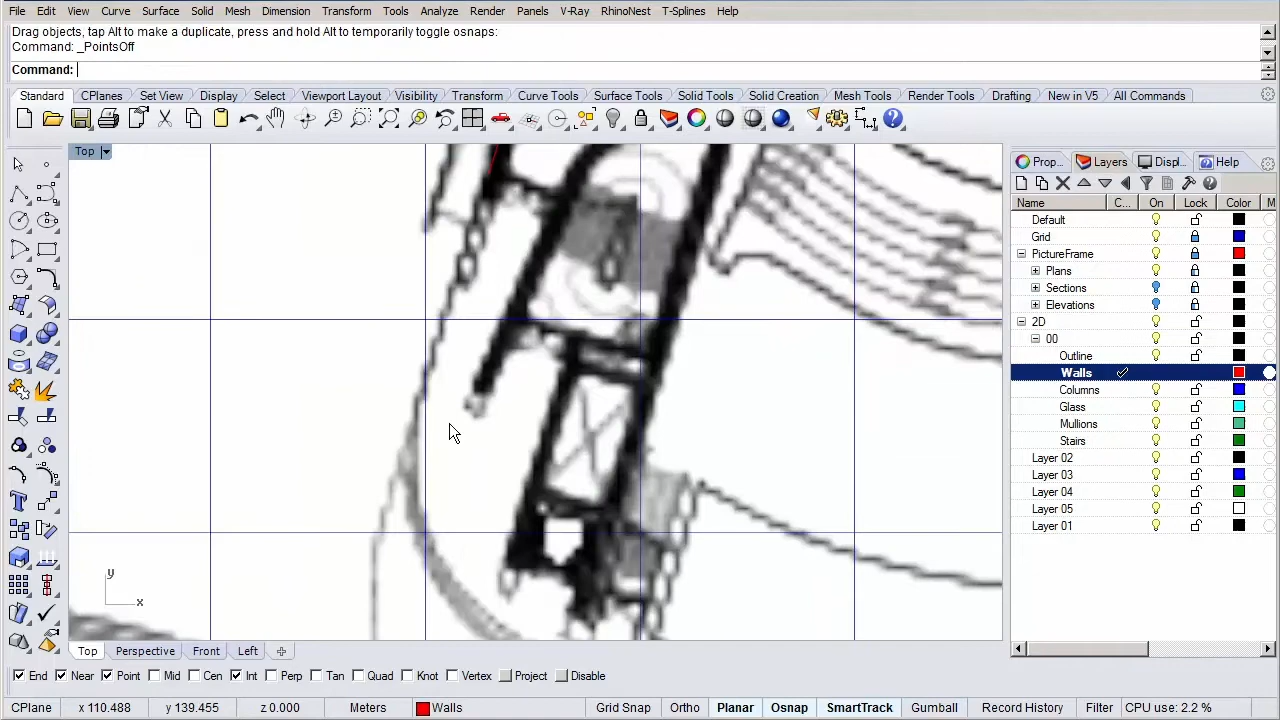 File Edit View Curve Surface Solid Mesh Dimension Transform Tools Analyze Render Panels V-Ray RhinoNest T-Splines Help
Drag objects, tap Alt to make a duplicate, press and hold Alt to temporarily toggle osnaps:
Command: _PointsOff
Command:
Standard CPlanes Set View Display Select Viewport Layout Visibility Transform Curve Tools Surface Tools Solid Tools Solid Creation Mesh Tools Render Tools Drafting New in V5 All Commands
Top
Prop... Layers Displ... Help
Name C... On Lock Color M
Default
Grid
PictureFrame
Plans
Sections
Elevations
2D
00
Outline
Walls
Columns
Glass
Mullions
Stairs
Layer 02
Layer 03
Layer 04
Layer 05
Layer 01
y
x
Top Perspective Front Left
End Near Point Mid Cen Int Perp Tan Quad Knot Vertex Project Disable
CPlane x 110.488 y 139.455 z 0.000 Meters Walls Grid Snap Ortho Planar Osnap SmartTrack Gumball Record History Filter CPU use: 2.2 %